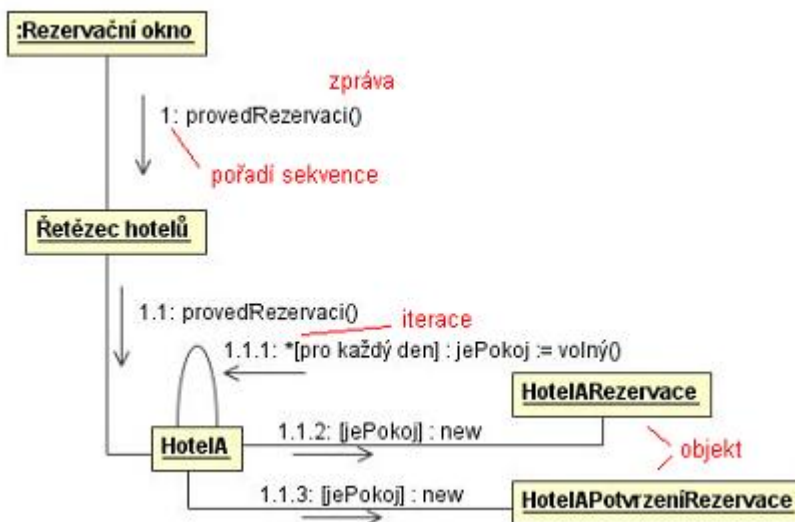 :Rezervační okno
zpráva
1: provedRezervaci()
pořadí sekvence
Řetězec hotelů
1.1: provedRezervaci()
iterace
1.1.1: *[pro každý den] : jePokoj := volný()
HotelARezervace
HotelA
1.1.2: [jePokoj] : new
objekt
1.1.3: [jePokoj] : new
HotelAPotvrzeníRezervace